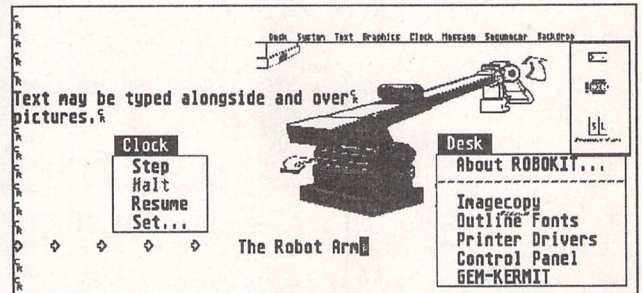 Desk System Text Graphics Clock Message Sequencer Backdrop
Text may be typed alongside and over
pictures.
Clock
Step
Halt
Resume
Set...
Desk
About ROBOKIT...
Imagecopy
Outline Fonts
Printer Drivers
Control Panel
GEM-KERMIT
S L
The Robot Arm